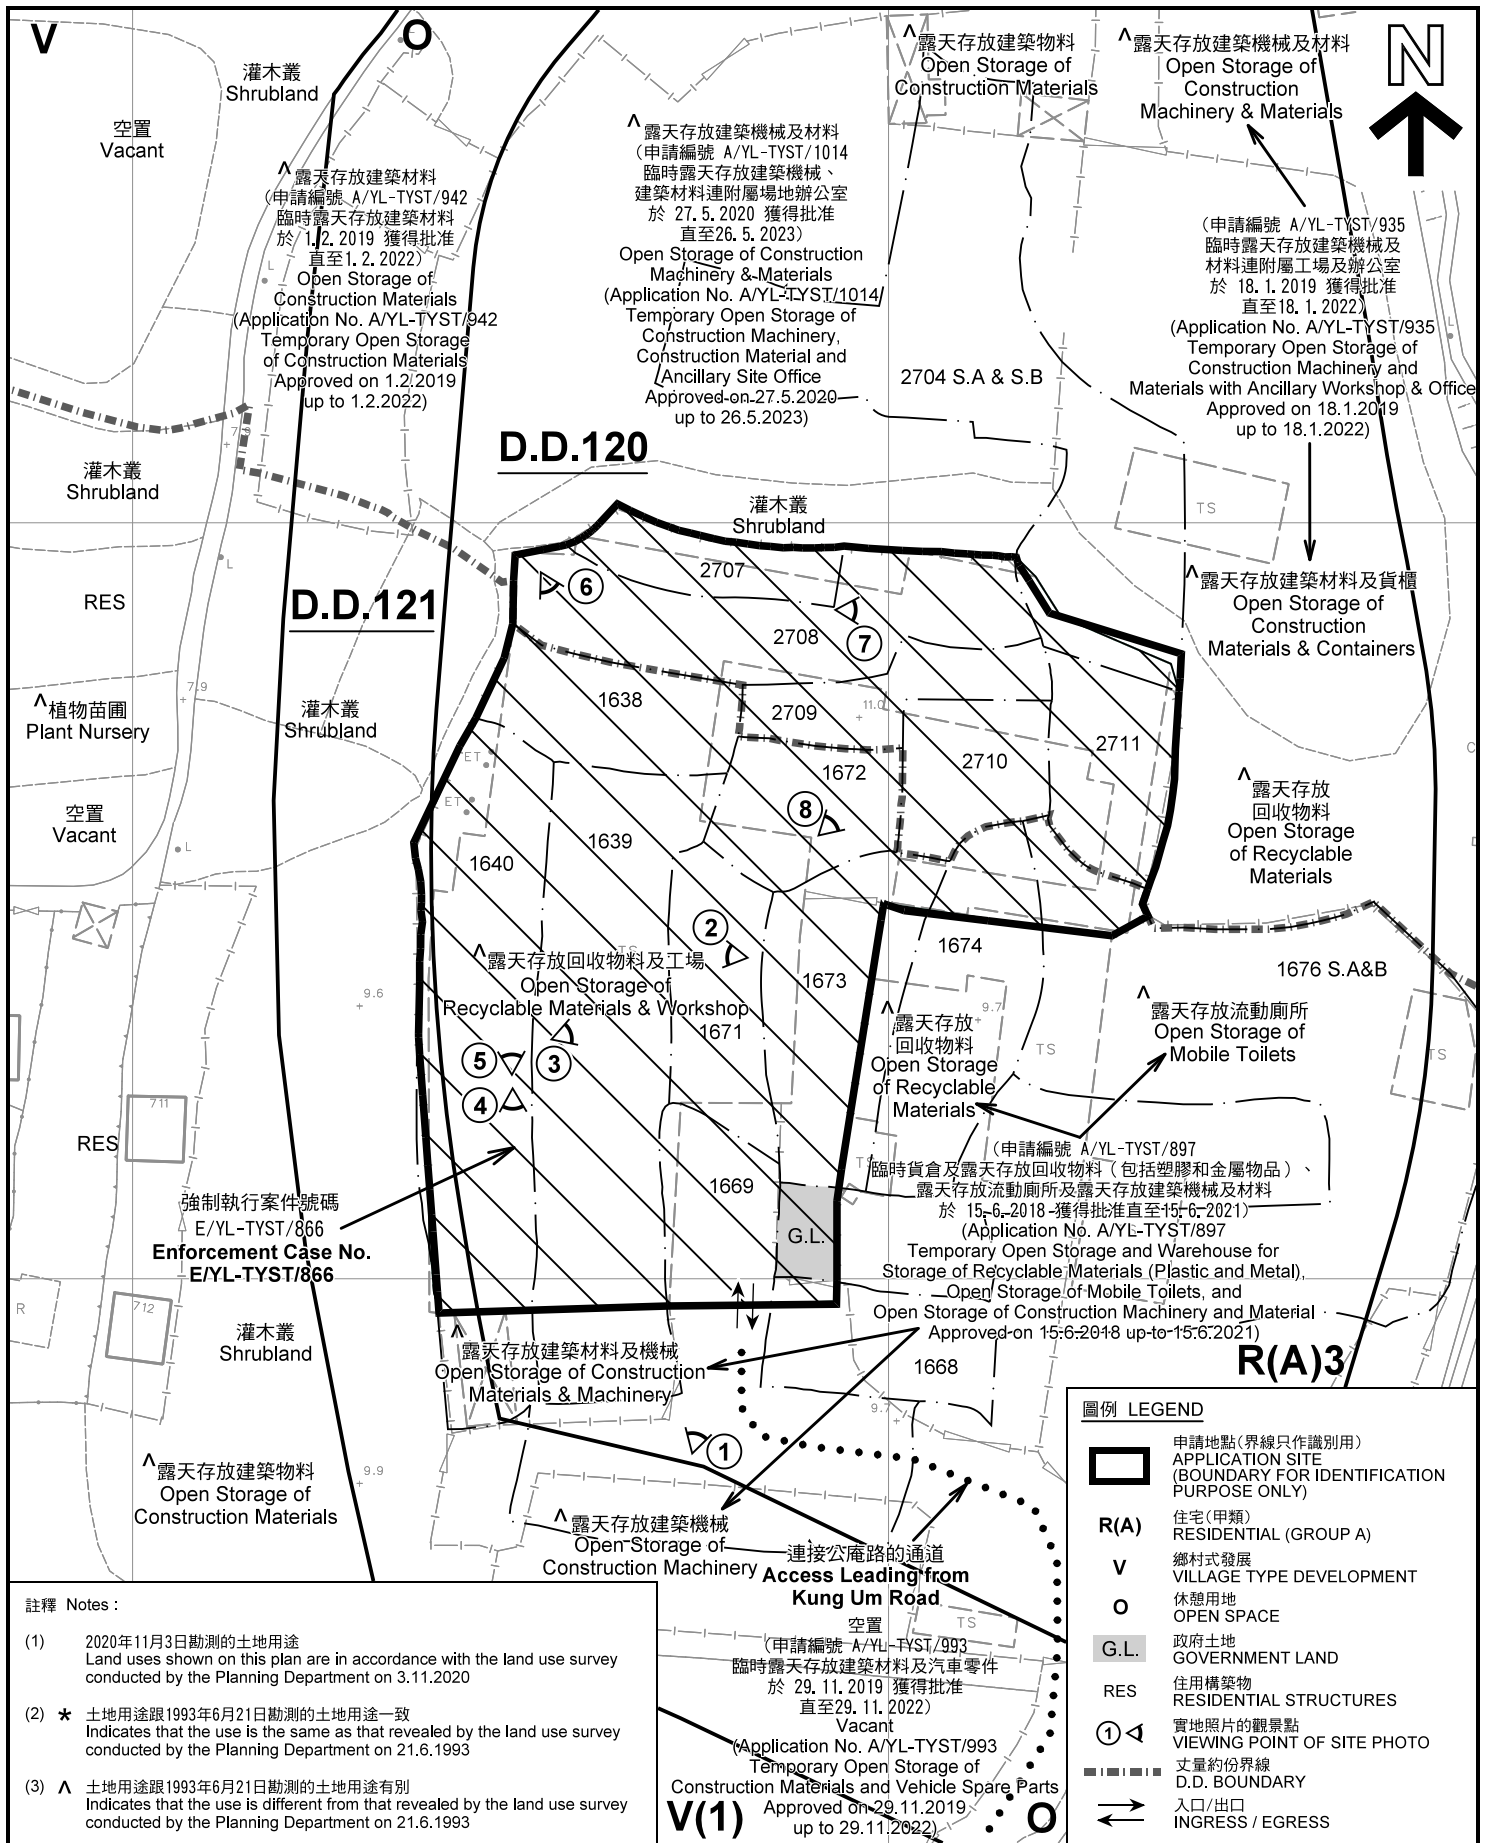 V
O
N
灌木叢
Shrubland
空置
Vacant
^露天存放建築物料
Open Storage of
Construction Materials
^露天存放建築機械及材料
Open Storage of
Construction
Machinery & Materials
^露天存放建築材料
(申請編號 A/YL-TYST/942
臨時露天存放建築材料
於 1.2. 2019 獲得批准
直至1. 2. 2022)
Open Storage of
Construction Materials
(Application No. A/YL-TYST/942
Temporary Open Storage
of Construction Materials
Approved on 1.2.2019
up to 1.2.2022)
^露天存放建築機械及材料
(申請編號 A/YL-TYST/1014
臨時露天存放建築機械、
建築材料連附屬場地辦公室
於 27. 5. 2020 獲得批准
直至26. 5. 2023)
Open Storage of Construction
Machinery & Materials
(Application No. A/YL-TYST/1014
Temporary Open Storage of
Construction Machinery,
Construction Material and
Ancillary Site Office
Approved on 27.5.2020
up to 26.5.2023)
(申請編號 A/YL-TYST/935
臨時露天存放建築機械及
材料連附屬工場及辦公室
於 18. 1. 2019 獲得批准
直至18. 1. 2022)
(Application No. A/YL-TYST/935
Temporary Open Storage of
Construction Machinery and
Materials with Ancillary Workshop & Office
Approved on 18.1.2019
up to 18.1.2022)
2704 S.A & S.B
L
L
D.D.120
灌木叢
Shrubland
灌木叢
Shrubland
TS
L
RES
D.D.121
6
2707
7
2708
^露天存放建築材料及貨櫃
Open Storage of
Construction
Materials & Containers
7.9
^植物苗圃
Plant Nursery
灌木叢
Shrubland
1638
2709
11.0
2710
2711
ET
ET
1672
8
空置
Vacant
L
1639
1640
^露天存放
回收物料
Open Storage
of Recyclable
Materials
2
TS
^露天存放回收物料及工場
Open Storage of
Recyclable Materials & Workshop
1673
1674
1676 S.A&B
9.6
9.7
1671
5
3
4
^露天存放
回收物料
Open Storage
of Recyclable
Materials
TS
^露天存放流動廁所
Open Storage of
Mobile Toilets
TS
711
RES
TS
1669
G.L.
(申請編號 A/YL-TYST/897
臨時貨倉及露天存放回收物料（包括塑膠和金屬物品）、
露天存放流動廁所及露天存放建築機械及材料
於 15. 6. 2018 獲得批准直至15. 6. 2021)
(Application No. A/YL-TYST/897
Temporary Open Storage and Warehouse for
Storage of Recyclable Materials (Plastic and Metal),
Open Storage of Mobile Toilets, and
Open Storage of Construction Machinery and Material
Approved on 15.6.2018 up to 15.6.2021)
強制執行案件號碼
E/YL-TYST/866
Enforcement Case No.
E/YL-TYST/866
R
712
灌木叢
Shrubland
^露天存放建築材料及機械
Open Storage of Construction
Materials & Machinery
1668
R(A)3
9.7
1
^露天存放建築物料
Open Storage of
Construction Materials
9.9
^露天存放建築機械
Open Storage of
Construction Machinery
連接公庵路的通道
Access Leading from
Kung Um Road
TS
空置
(申請編號 A/YL-TYST/993
臨時露天存放建築材料及汽車零件
於 29. 11. 2019 獲得批准
直至29. 11. 2022)
Vacant
(Application No. A/YL-TYST/993
Temporary Open Storage of
Construction Materials and Vehicle Spare Parts
Approved on 29.11.2019
up to 29.11.2022)
V(1)
O
註釋 Notes :
(1) 2020年11月3日勘測的土地用途
Land uses shown on this plan are in accordance with the land use survey
conducted by the Planning Department on 3.11.2020
(2) * 土地用途跟1993年6月21日勘測的土地用途一致
Indicates that the use is the same as that revealed by the land use survey
conducted by the Planning Department on 21.6.1993
(3) ^ 土地用途跟1993年6月21日勘測的土地用途有別
Indicates that the use is different from that revealed by the land use survey
conducted by the Planning Department on 21.6.1993
圖例 LEGEND
申請地點(界線只作識別用)
APPLICATION SITE
(BOUNDARY FOR IDENTIFICATION
PURPOSE ONLY)
R(A) 住宅(甲類)
RESIDENTIAL (GROUP A)
V 鄉村式發展
VILLAGE TYPE DEVELOPMENT
O 休憩用地
OPEN SPACE
G.L. 政府土地
GOVERNMENT LAND
RES 住用構築物
RESIDENTIAL STRUCTURES
1 實地照片的觀景點
VIEWING POINT OF SITE PHOTO
丈量約份界線
D.D. BOUNDARY
入口/出口
INGRESS / EGRESS